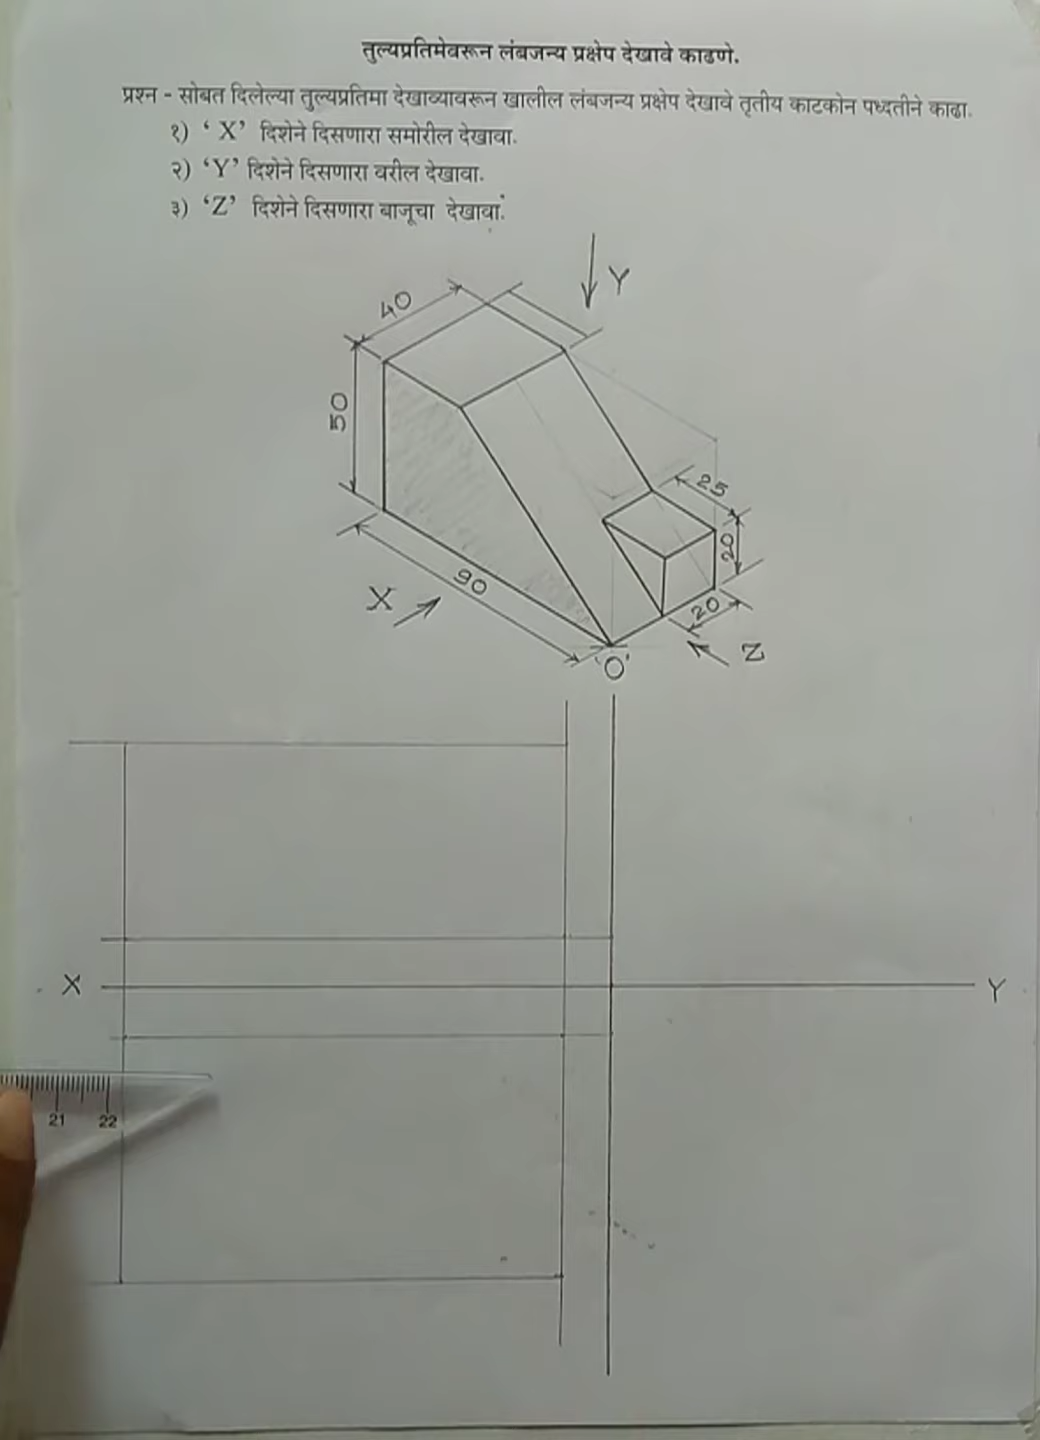 तुल्यप्रतिमेवरून लंबजन्य प्रक्षेप देखावे काढणे.
प्रश्न - सोबत दिलेल्या तुल्यप्रतिमा देखाव्यावरून खालील लंबजन्य प्रक्षेप देखावे तृतीय काटकोन पध्दतीने काढा.
१) ‘ X’ दिशेने दिसणारा समोरील देखावा.
२) ‘Y’ दिशेने दिसणारा वरील देखावा.
३) ‘Z’ दिशेने दिसणारा बाजूचा देखावा.
Y
40
50
25
20
90
20
X
Z
'O'
X
Y
21 22